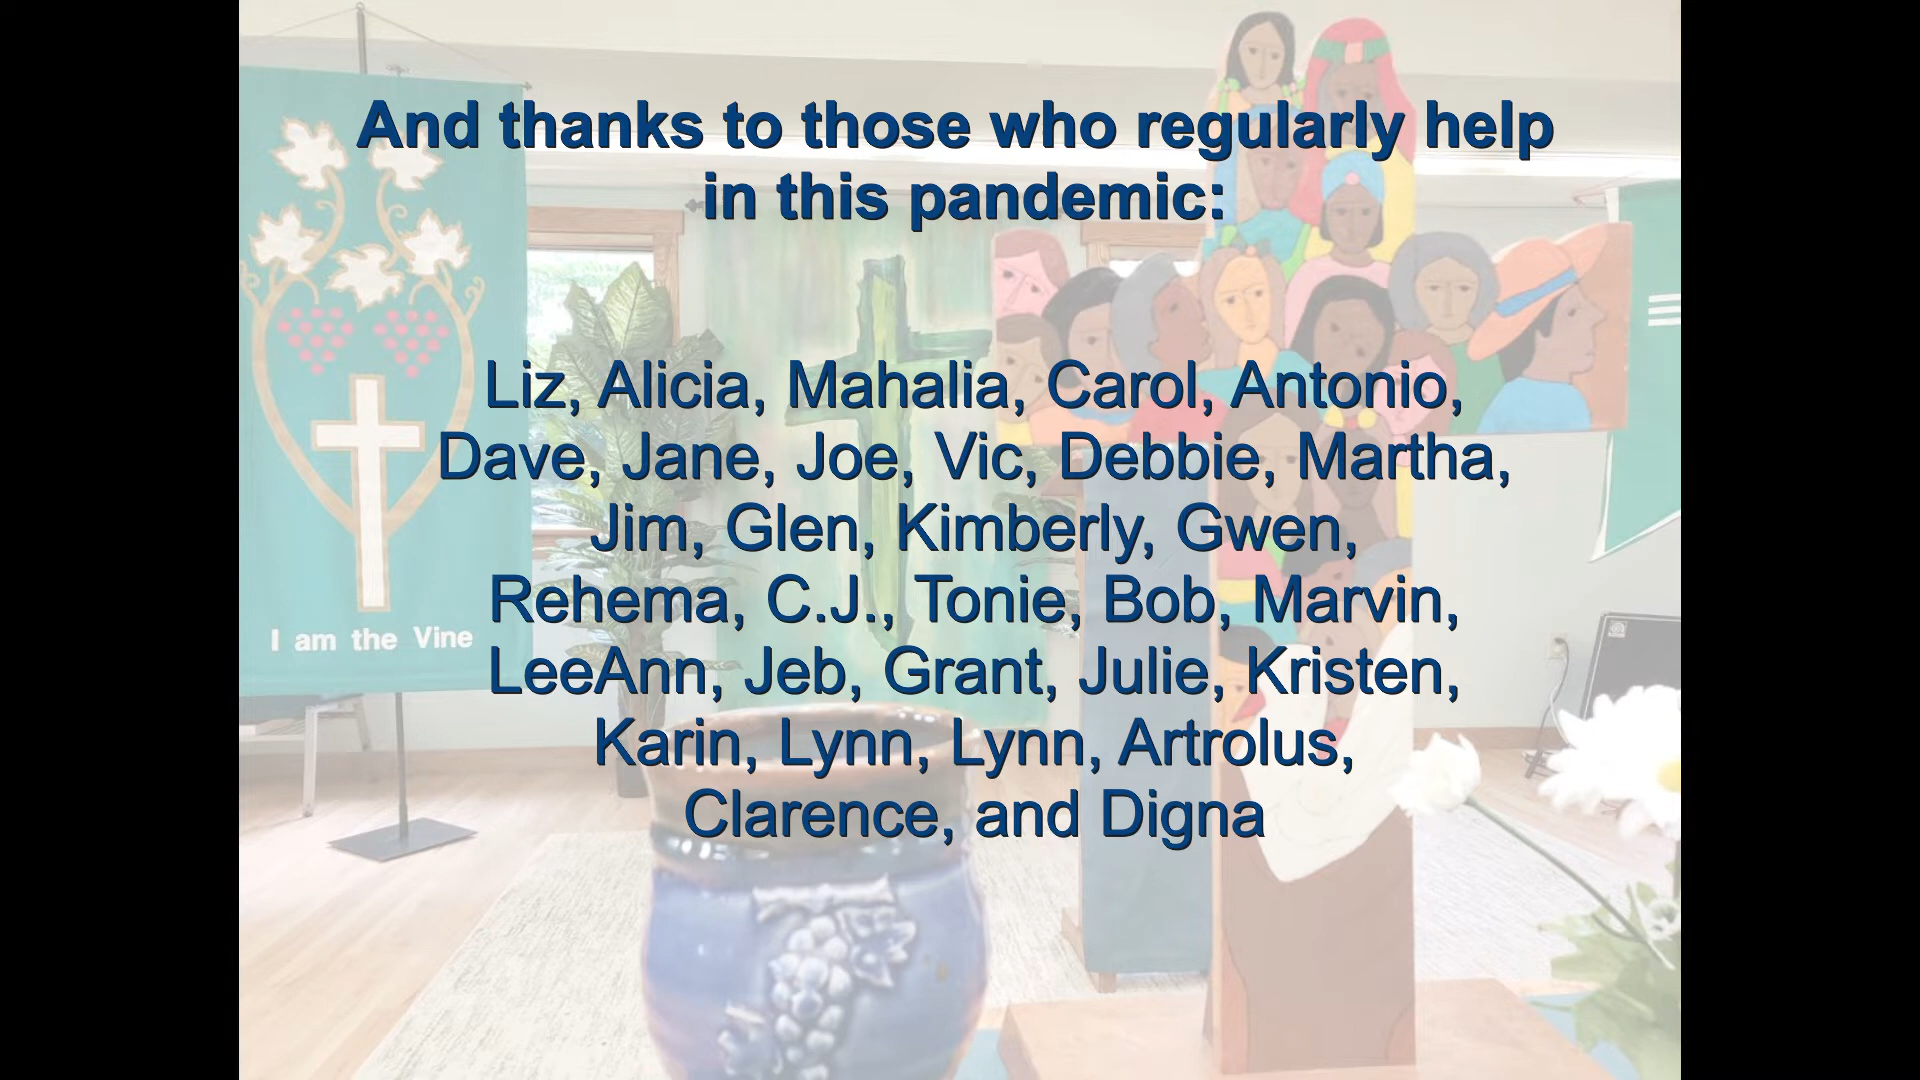 And thanks to those who regularly help
in this pandemic:
Liz, Alicia, Mahalia, Carol, Antonio,
Dave, Jane, Joe, Vic, Debbie, Martha,
Jim, Glen, Kimberly, Gwen,
Rehema, C.J., Tonie, Bob, Marvin,
LeeAnn, Jeb, Grant, Julie, Kristen,
Karin, Lynn, Lynn, Artrolus,
Clarence, and Digna
I am the Vine